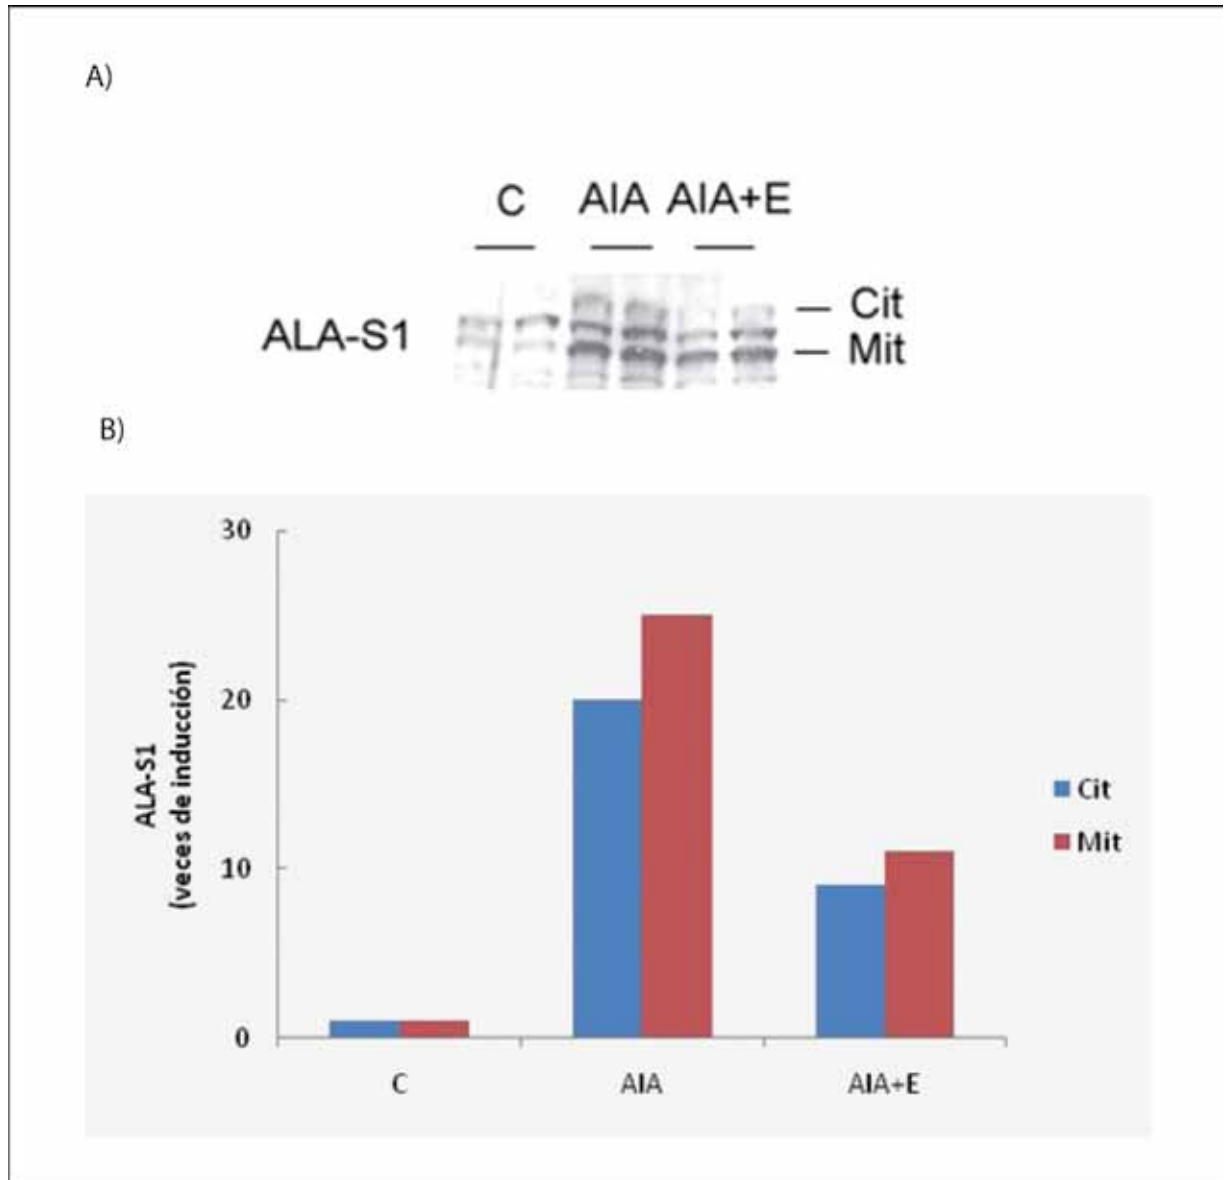 A)
C AIA AIA+E
Cit
ALA-S1
Mit
B)
30
20
10
0
ALA-S1
(veces de inducción)
C AIA AIA+E
Cit
Mit